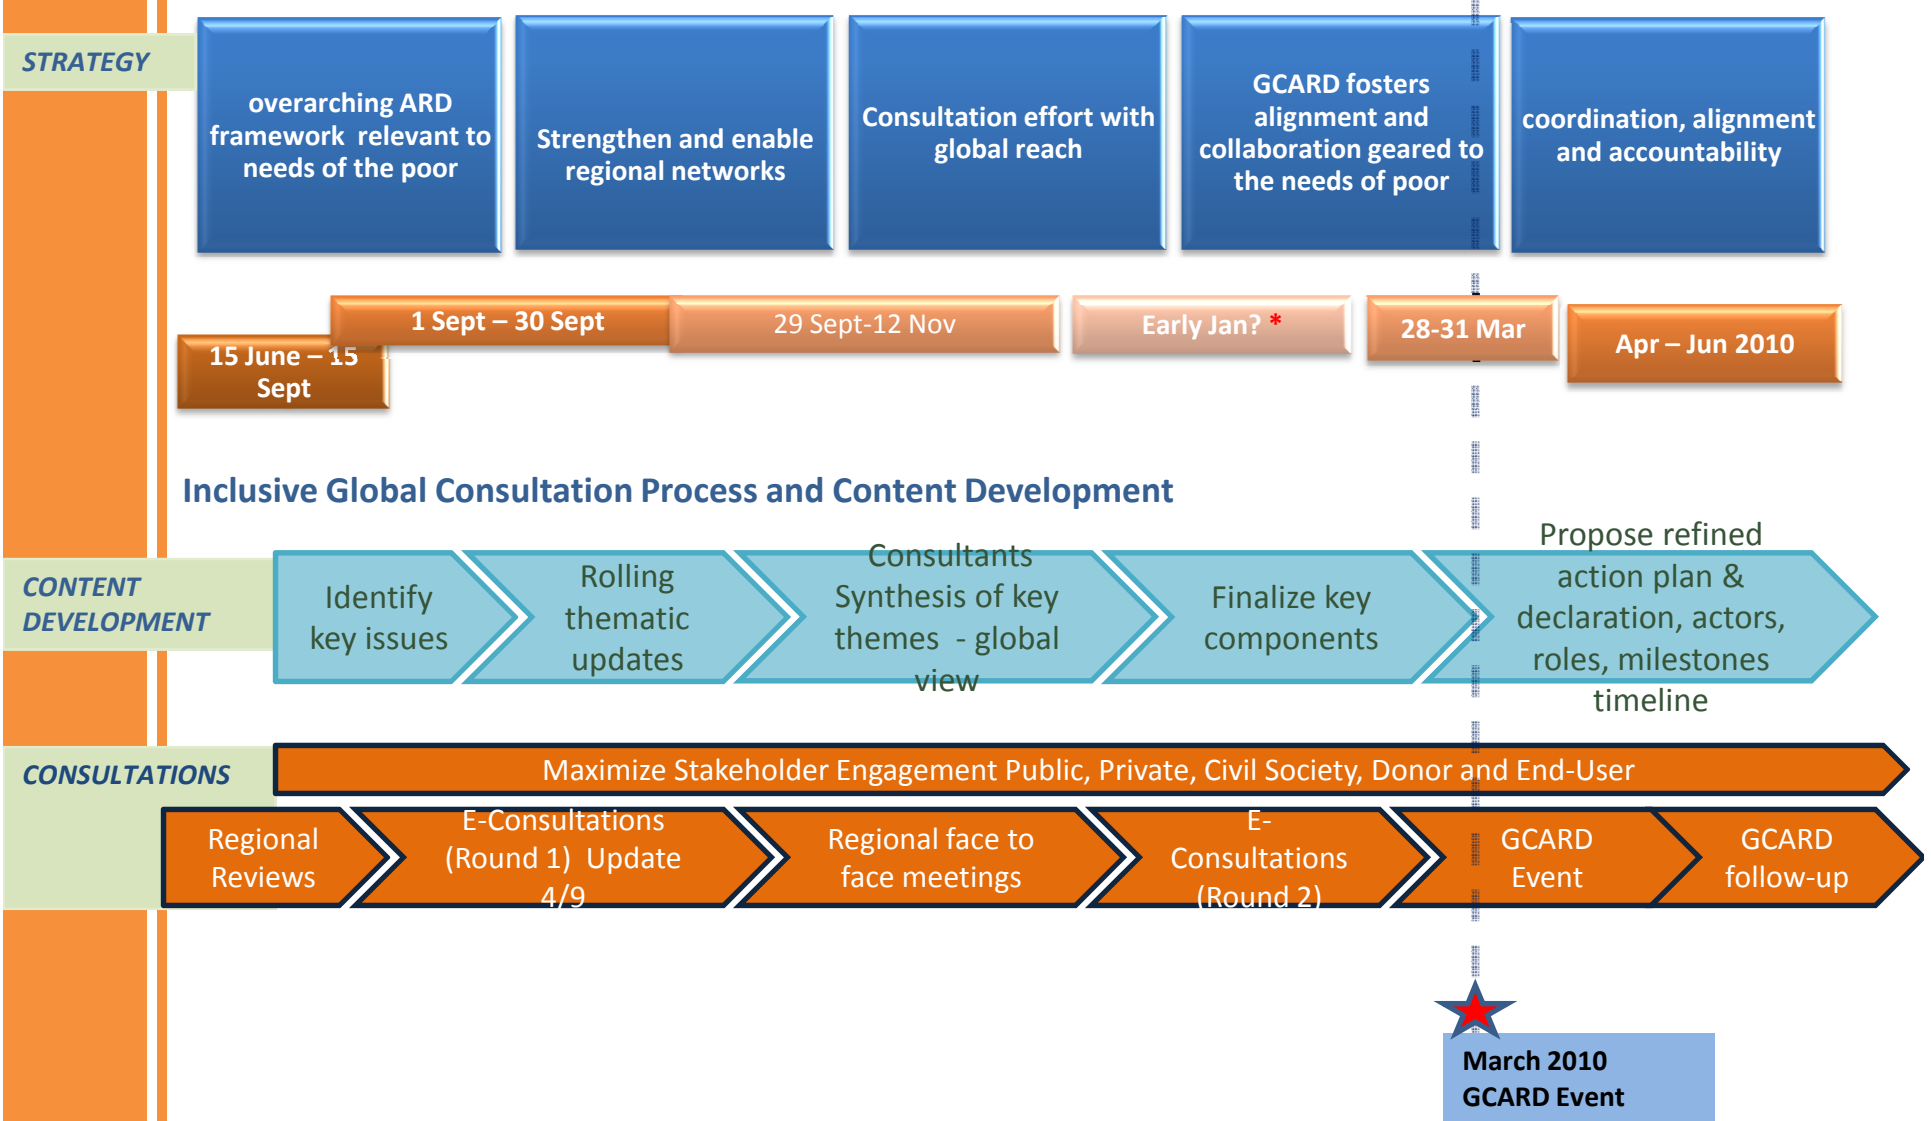 STRATEGY
overarching ARD
framework relevant to
needs of the poor
Strengthen and enable
regional networks
Consultation effort with
global reach
GCARD fosters
alignment and
collaboration geared to
the needs of poor
coordination, alignment
and accountability
15 June – 15
Sept
1 Sept – 30 Sept
29 Sept-12 Nov
Early Jan? *
28-31 Mar
Apr – Jun 2010
Inclusive Global Consultation Process and Content Development
CONTENT
DEVELOPMENT
Identify
key issues
Rolling
thematic
updates
Consultants
Synthesis of key
themes - global
view
Finalize key
components
Propose refined
action plan &
declaration, actors,
roles, milestones
timeline
CONSULTATIONS
Maximize Stakeholder Engagement Public, Private, Civil Society, Donor and End-User
Regional
Reviews
E-Consultations
(Round 1) Update
4/9
Regional face to
face meetings
E-
Consultations
(Round 2)
GCARD
Event
GCARD
follow-up
March 2010
GCARD Event